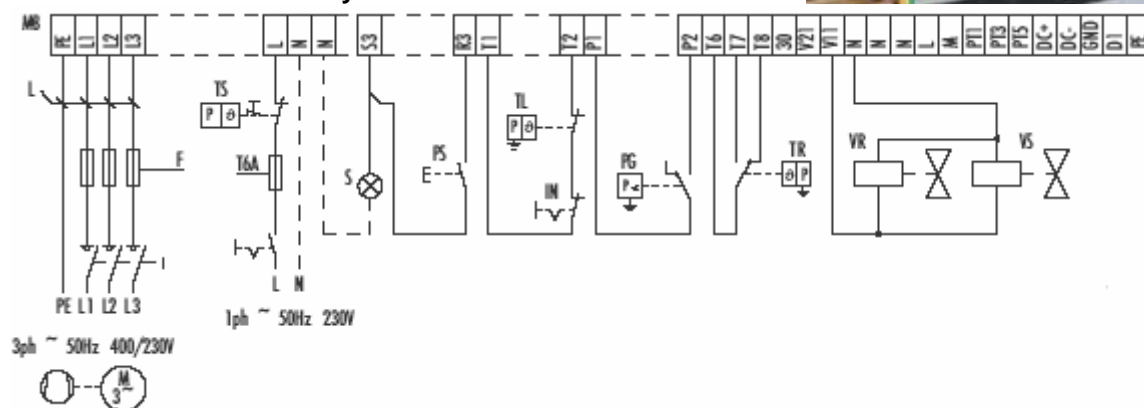 MB PE L1 L2 L3 L N N S3 R3 T1 T2 P1 P2 T6 T7 T8 30 V21 V11 N N N L M PT1 PT3 PT5 DC+ DC- GND D1 PE
L TS TL
P θ P θ
PS PG TR VR VS
F T6A S E P< θ P
IN
I
L N
PE L1 L2 L3
1ph ~ 50Hz 230V
3ph ~ 50Hz 400/230V
M
3~